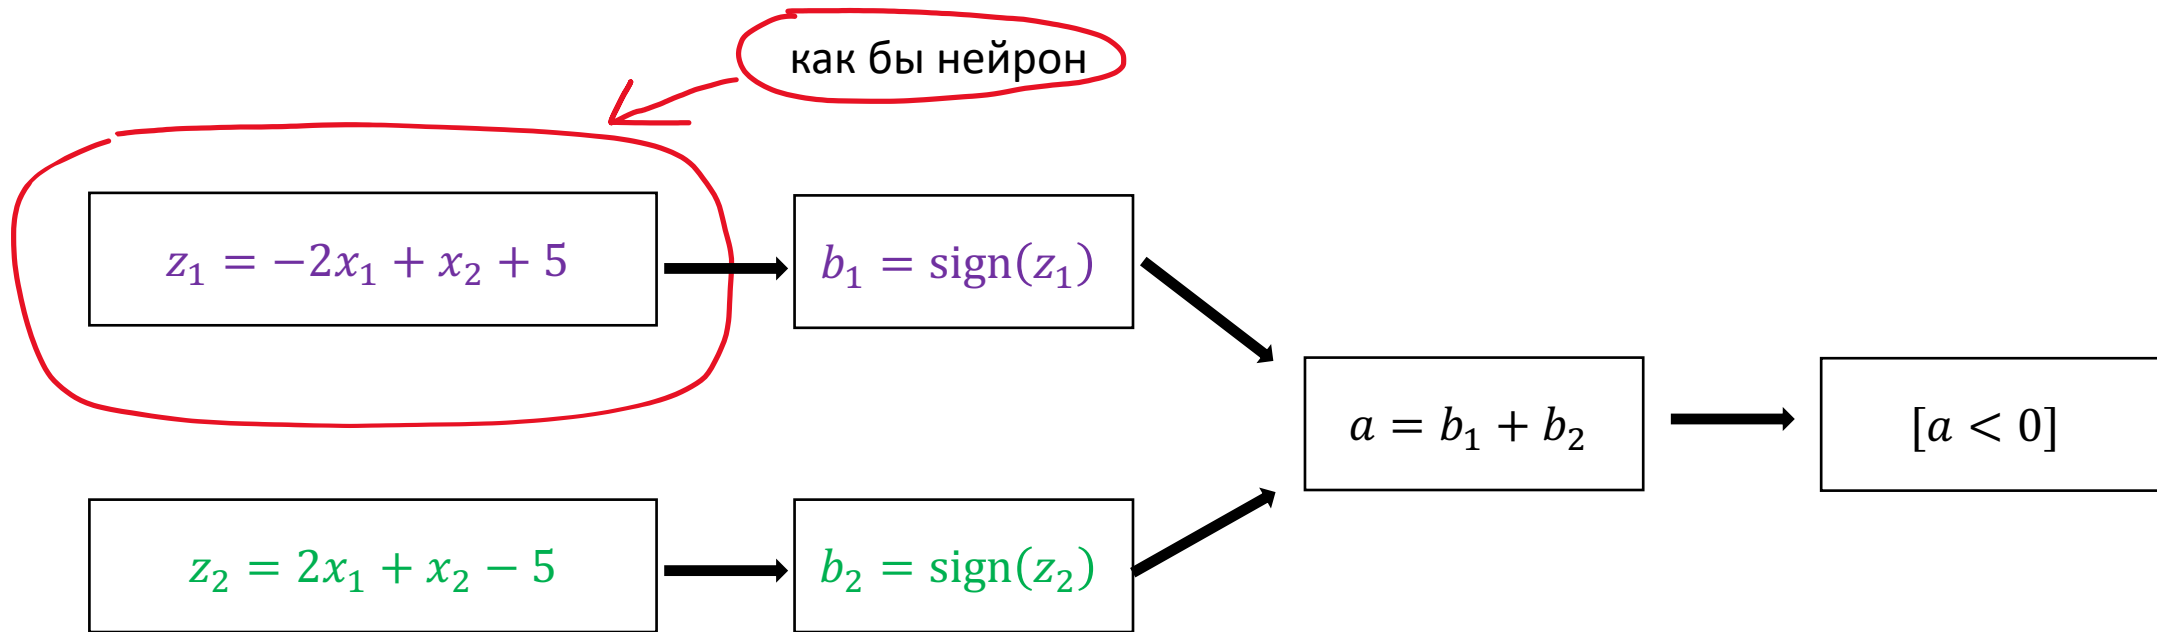 как бы нейрон
z₁ = −2x₁ + x₂ + 5
b₁ = sign(z₁)
a = b₁ + b₂
[a < 0]
z₂ = 2x₁ + x₂ − 5
b₂ = sign(z₂)